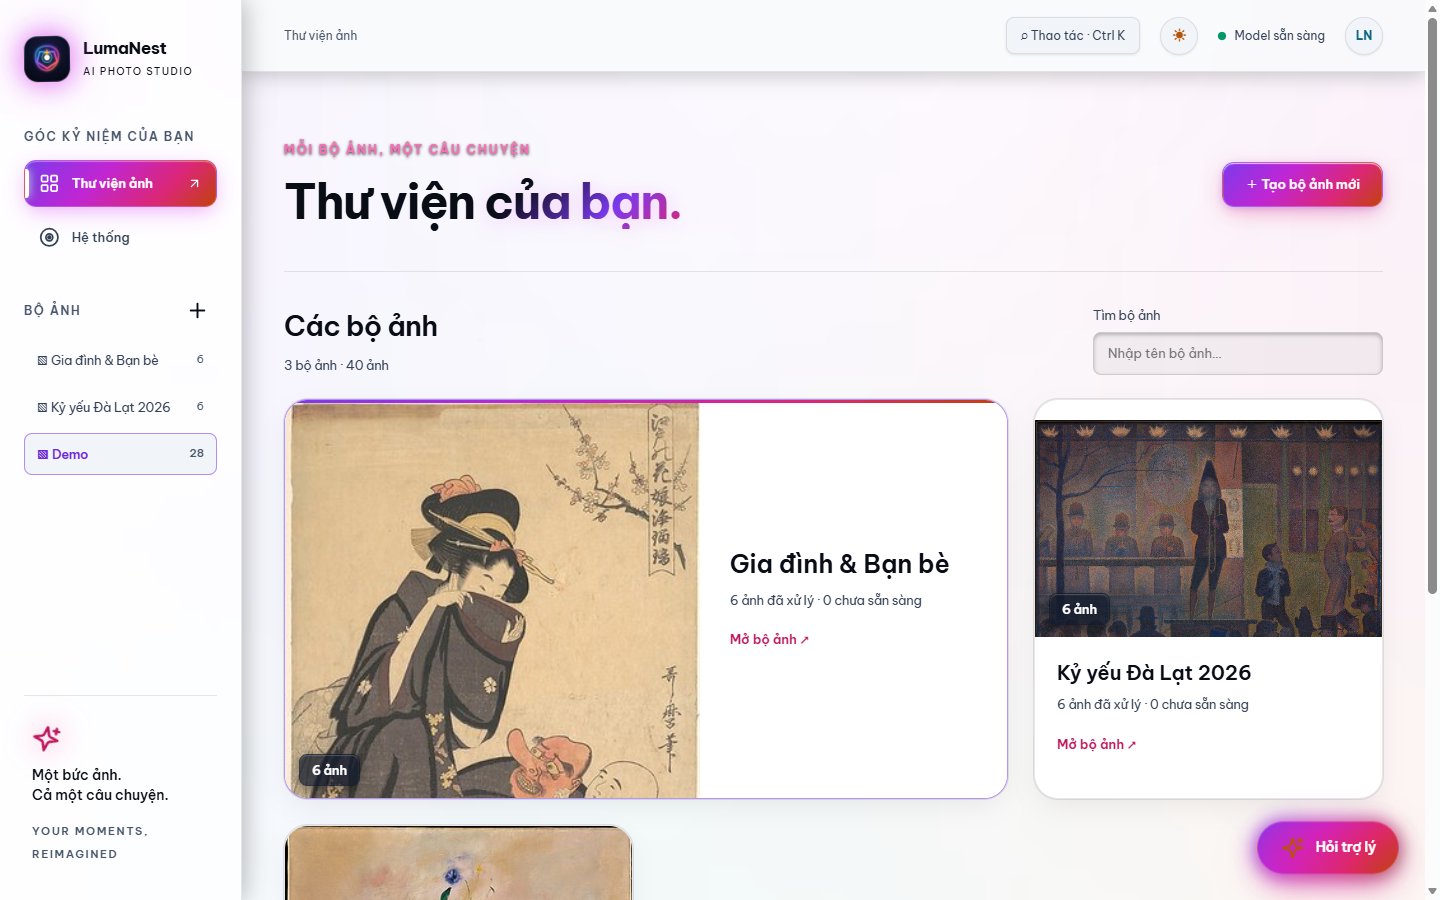 LumaNest
AI PHOTO STUDIO
GÓC KỶ NIỆM CỦA BẠN
Thư viện ảnh
Hệ thống
BỘ ẢNH
Gia đình & Bạn bè 6
Kỷ yếu Đà Lạt 2026 6
Demo 28
Một bức ảnh.
Cả một câu chuyện.
YOUR MOMENTS,
REIMAGINED
Thư viện ảnh
Thao tác · Ctrl K
Model sẵn sàng
LN
MỖI BỘ ẢNH, MỘT CÂU CHUYỆN
Thư viện của bạn.
+ Tạo bộ ảnh mới
Các bộ ảnh
3 bộ ảnh · 40 ảnh
Tìm bộ ảnh
Nhập tên bộ ảnh...
6 ảnh
Gia đình & Bạn bè
6 ảnh đã xử lý · 0 chưa sẵn sàng
Mở bộ ảnh ↗
6 ảnh
Kỷ yếu Đà Lạt 2026
6 ảnh đã xử lý · 0 chưa sẵn sàng
Mở bộ ảnh ↗
Hỏi trợ lý